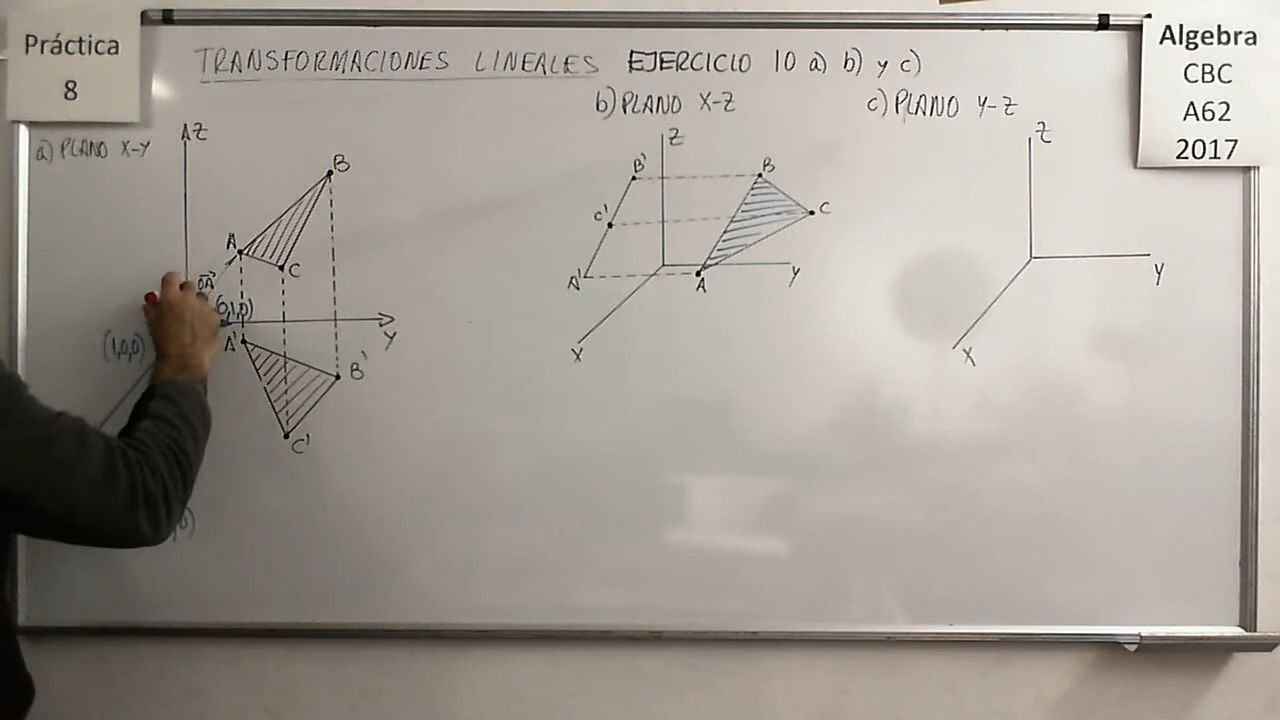 Práctica
8
TRANSFORMACIONES LINEALES EJERCICIO 10 a) b) y c)
Algebra
CBC
A62
2017
a) PLANO X-Y
Z
B
A
C
OA
(0,1,0)
(1,0,0)
Y
A'
B'
C'
b) PLANO X-Z
Z
B'
B
C'
C
A'
A
Y
X
c) PLANO Y-Z
Z
Y
X